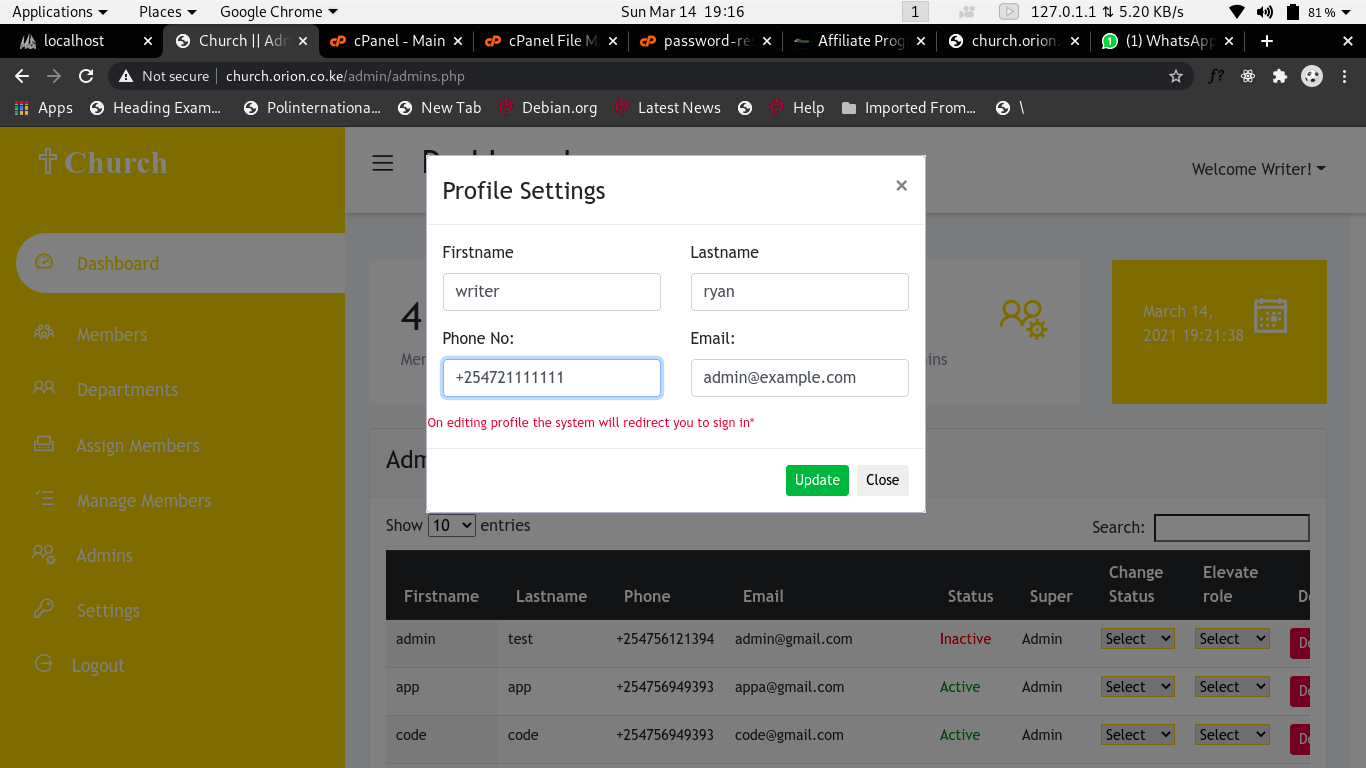 Applications Places Google Chrome Sun Mar 14 19:16 1 127.0.1.1 ⇅ 5.20 KB/s 81 %
localhost Church || Adm cPanel - Main cPanel File M password-re Affiliate Prog church.orion. (1) WhatsApp
Not secure church.orion.co.ke/admin/admins.php f?
Apps Heading Exam... Polinternationa... New Tab Debian.org Latest News Help Imported From... \
Church
Welcome Writer!
Profile Settings ×
Firstname Lastname
writer ryan
Phone No: Email:
+254721111111 admin@example.com
On editing profile the system will redirect you to sign in*
Update Close
Dashboard
Members
Departments
Assign Members
Manage Members
Admins
Settings
Logout
4
March 14,
2021 19:21:38
Show 10 entries Search:
Firstname Lastname Phone Email Status Super Change Status Elevate role
admin test +254756121394 admin@gmail.com Inactive Admin Select Select
app app +254756949393 appa@gmail.com Active Admin Select Select
code code +254756949393 code@gmail.com Active Admin Select Select